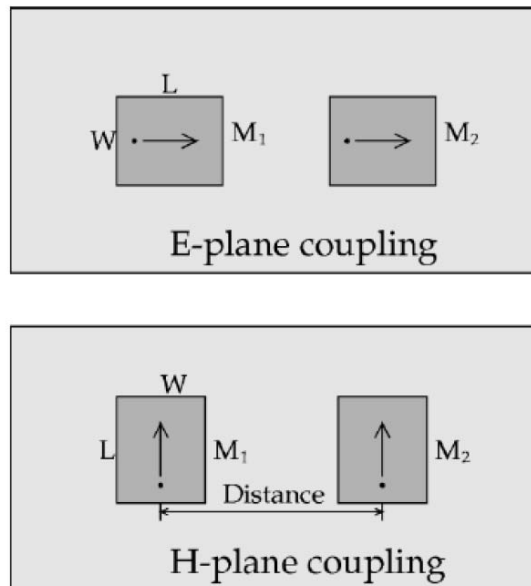 L
W M₁ M₂
E-plane coupling
W
L M₁ M₂
Distance
H-plane coupling